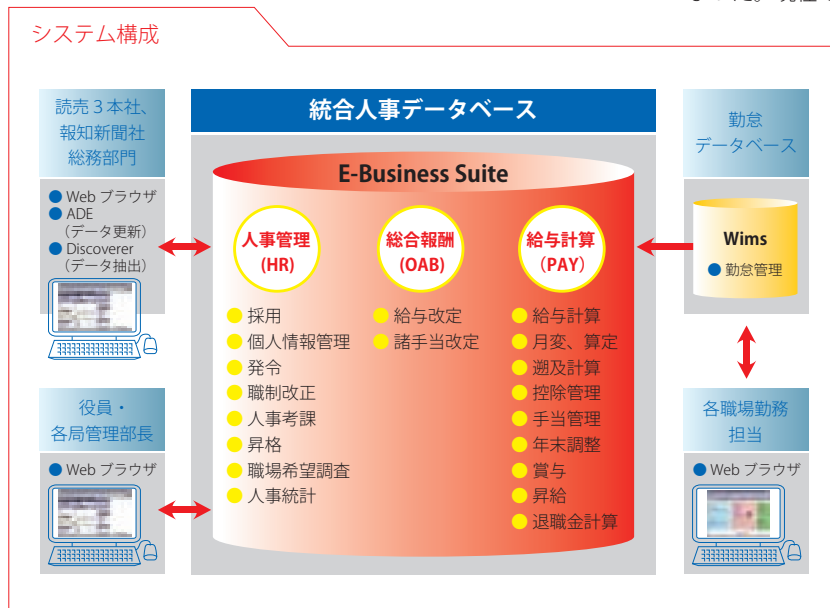 システム構成
読売3本社、
報知新聞社
総務部門
● Web ブラウザ
● ADE
(データ更新)
● Discoverer
(データ抽出)
役員・
各局管理部長
● Web ブラウザ
統合人事データベース
E-Business Suite
人事管理
(HR)
● 採用
● 個人情報管理
● 発令
● 職制改正
● 人事考課
● 昇格
● 職場希望調査
● 人事統計
総合報酬
(OAB)
● 給与改定
● 諸手当改定
給与計算
(PAY)
● 給与計算
● 月変、算定
● 遡及計算
● 控除管理
● 手当管理
● 年末調整
● 賞与
● 昇給
● 退職金計算
勤怠
データベース
Wims
● 勤怠管理
各職場勤務
担当
● Web ブラウザ